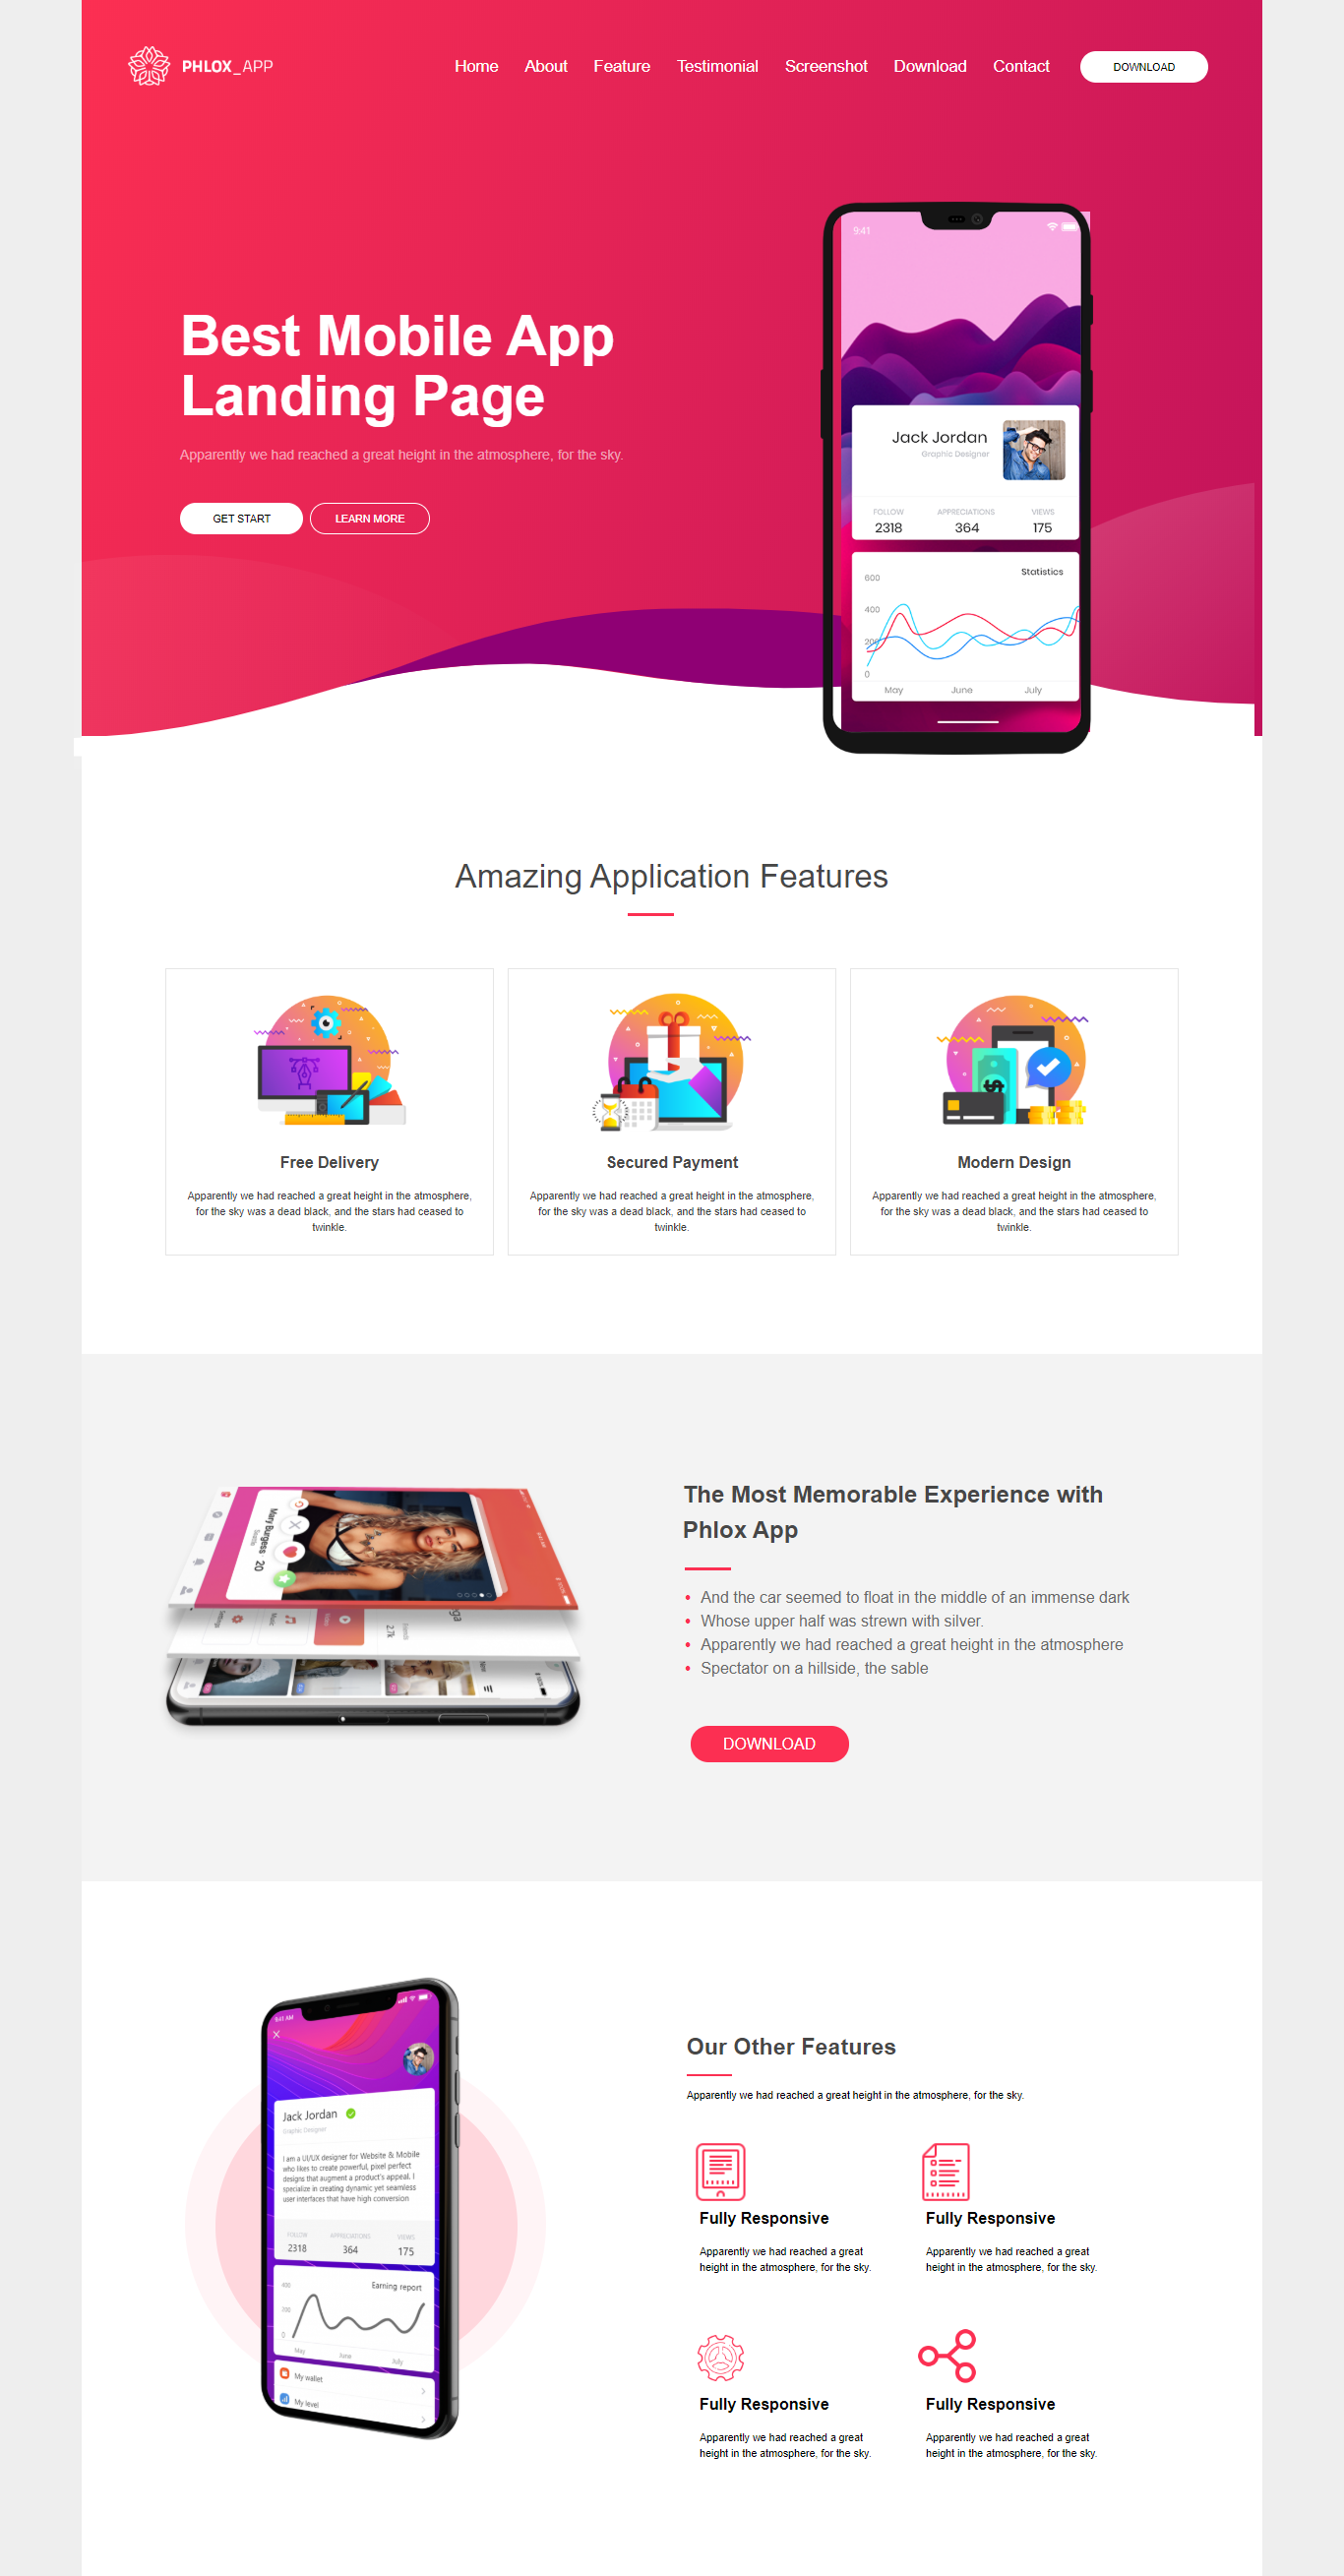 PHLOX_APP
Home About Feature Testimonial Screenshot Download Contact DOWNLOAD
Best Mobile App
Landing Page
Apparently we had reached a great height in the atmosphere, for the sky.
GET START LEARN MORE
9:41
Jack Jordan
Graphic Designer
FOLLOW APPRECIATIONS VIEWS
2318 364 175
Statistics
600
400
200
0
May June July
Amazing Application Features
Free Delivery
Apparently we had reached a great height in the atmosphere,
for the sky was a dead black, and the stars had ceased to
twinkle.
Secured Payment
Apparently we had reached a great height in the atmosphere,
for the sky was a dead black, and the stars had ceased to
twinkle.
Modern Design
Apparently we had reached a great height in the atmosphere,
for the sky was a dead black, and the stars had ceased to
twinkle.
Mary Burgess 20
Seattle
Settings
Music
Video
2.7k
Friends
The Most Memorable Experience with
Phlox App
• And the car seemed to float in the middle of an immense dark
• Whose upper half was strewn with silver.
• Apparently we had reached a great height in the atmosphere
• Spectator on a hillside, the sable
DOWNLOAD
9:41 AM
Jack Jordan
Graphic Designer
I am a UI/UX designer for Website & Mobile
who likes to create powerful, pixel perfect
designs that augment a product's appeal. I
specialize in creating dynamic yet seamless
user interfaces that have high conversion
FOLLOW APPRECIATIONS VIEWS
2318 364 175
Earning report
400
200
0
May June July
My wallet
My level
Our Other Features
Apparently we had reached a great height in the atmosphere, for the sky.
Fully Responsive
Apparently we had reached a great
height in the atmosphere, for the sky.
Fully Responsive
Apparently we had reached a great
height in the atmosphere, for the sky.
Fully Responsive
Apparently we had reached a great
height in the atmosphere, for the sky.
Fully Responsive
Apparently we had reached a great
height in the atmosphere, for the sky.